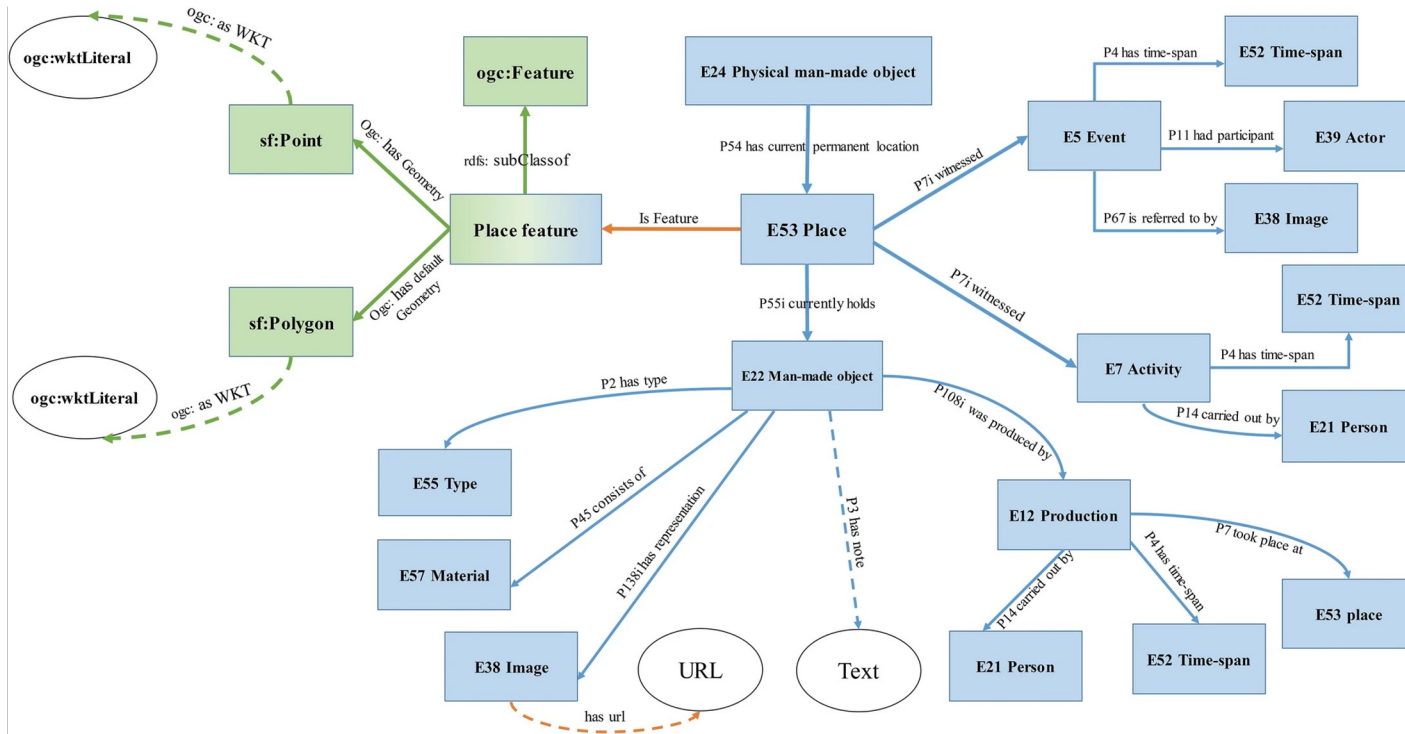 ogc: as WKT
ogc:wktLiteral
ogc:Feature
E24 Physical man-made object
P4 has time-span
E52 Time-span
sf:Point
Ogc: has Geometry
rdfs: subClassof
P54 has current permanent location
P7i witnessed
E5 Event
P11 had participant
E39 Actor
P67 is referred to by
E38 Image
Place feature
Is Feature
E53 Place
sf:Polygon
Ogc: has default
Geometry
P55i currently holds
P7i witnessed
E52 Time-span
ogc:wktLiteral
ogc: as WKT
E22 Man-made object
E7 Activity
P4 has time-span
P2 has type
P108i was produced by
P14 carried out by
E21 Person
E55 Type
P45 consists of
P138i has representation
P3 has note
E12 Production
P7 took place at
E57 Material
P14 carried out by
P4 has time-span
E53 place
E38 Image
URL
Text
E21 Person
E52 Time-span
has url